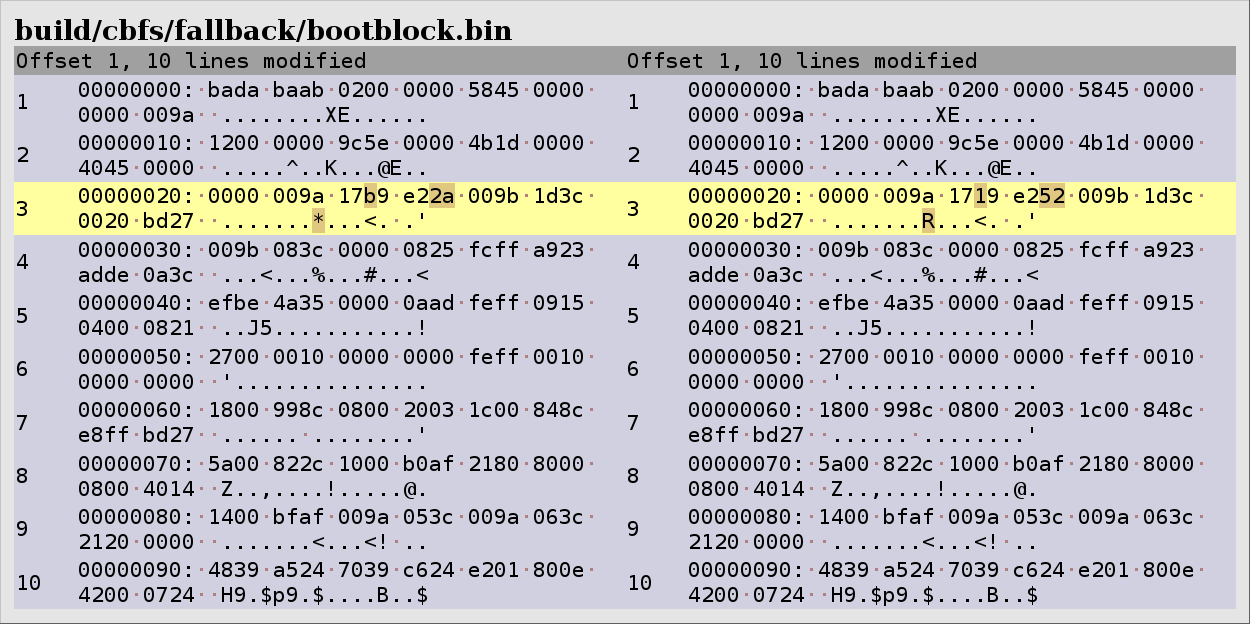 build/cbfs/fallback/bootblock.bin
Offset 1, 10 lines modified
1 00000000:·bada·baab·0200·0000·5845·0000·
0000·009a··........XE......
2 00000010:·1200·0000·9c5e·0000·4b1d·0000·
4045·0000··.....^..K...@E..
3 00000020:·0000·009a·17b9·e22a·009b·1d3c·
0020·bd27··.......*...<.·.'
4 00000030:·009b·083c·0000·0825·fcff·a923·
adde·0a3c··...<...%...#...<
5 00000040:·efbe·4a35·0000·0aad·feff·0915·
0400·0821··..J5...........!
6 00000050:·2700·0010·0000·0000·feff·0010·
0000·0000··'...............
7 00000060:·1800·998c·0800·2003·1c00·848c·
e8ff·bd27··......·........'
8 00000070:·5a00·822c·1000·b0af·2180·8000·
0800·4014··Z..,....!.....@.
9 00000080:·1400·bfaf·009a·053c·009a·063c·
2120·0000··.......<...<!·..
10 00000090:·4839·a524·7039·c624·e201·800e·
4200·0724··H9.$p9.$....B..$
Offset 1, 10 lines modified
1 00000000:·bada·baab·0200·0000·5845·0000·
0000·009a··........XE......
2 00000010:·1200·0000·9c5e·0000·4b1d·0000·
4045·0000··.....^..K...@E..
3 00000020:·0000·009a·1719·e252·009b·1d3c·
0020·bd27··.......R...<.·.'
4 00000030:·009b·083c·0000·0825·fcff·a923·
adde·0a3c··...<...%...#...<
5 00000040:·efbe·4a35·0000·0aad·feff·0915·
0400·0821··..J5...........!
6 00000050:·2700·0010·0000·0000·feff·0010·
0000·0000··'...............
7 00000060:·1800·998c·0800·2003·1c00·848c·
e8ff·bd27··......·........'
8 00000070:·5a00·822c·1000·b0af·2180·8000·
0800·4014··Z..,....!.....@.
9 00000080:·1400·bfaf·009a·053c·009a·063c·
2120·0000··.......<...<!·..
10 00000090:·4839·a524·7039·c624·e201·800e·
4200·0724··H9.$p9.$....B..$